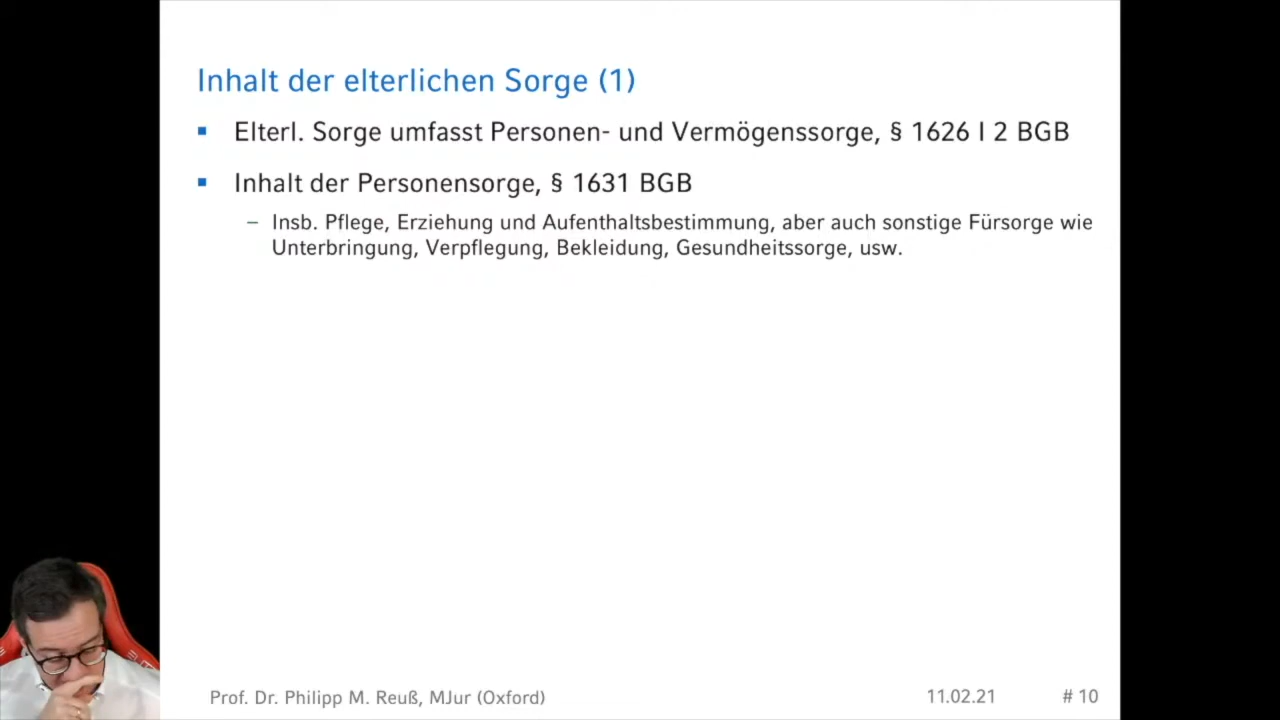 Inhalt der elterlichen Sorge (1)
Elterl. Sorge umfasst Personen- und Vermögenssorge, § 1626 I 2 BGB
Inhalt der Personensorge, § 1631 BGB
– Insb. Pflege, Erziehung und Aufenthaltsbestimmung, aber auch sonstige Fürsorge wie
Unterbringung, Verpflegung, Bekleidung, Gesundheitssorge, usw.
Prof. Dr. Philipp M. Reuß, MJur (Oxford)
11.02.21
# 10